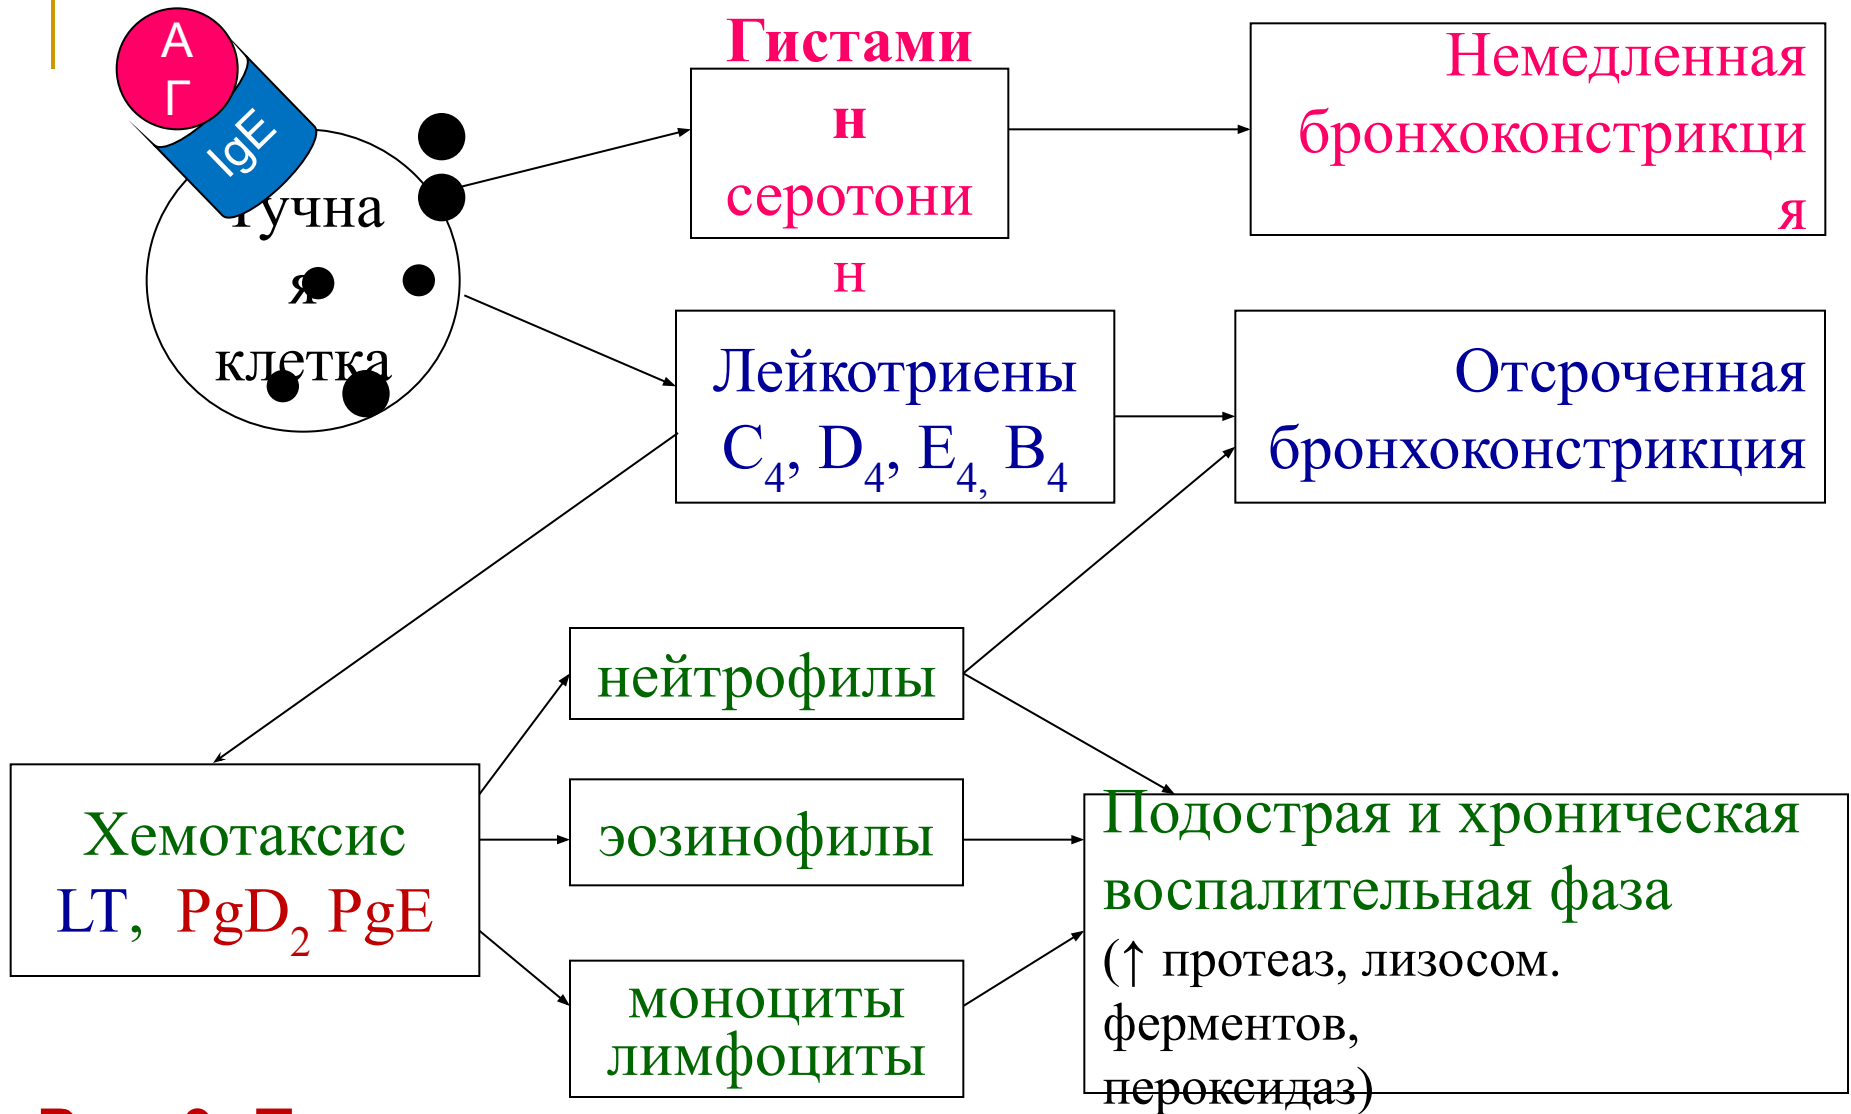 А
Г
IgE
тучна
я
клетка
Гистами
н
серотони
н
Немедленная
бронхоконстрикци
я
Лейкотриены
C4, D4, E4, B4
Отсроченная
бронхоконстрикция
нейтрофилы
Хемотаксис
LT, PgD2 PgE
эозинофилы
моноциты
лимфоциты
Подострая и хроническая
воспалительная фаза
(↑ протеаз, лизосом.
ферментов,
пероксидаз)